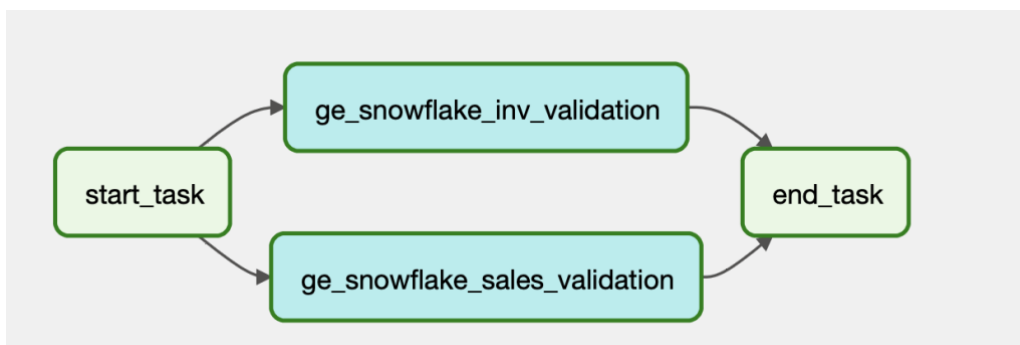 ge_snowflake_inv_validation
start_task
end_task
ge_snowflake_sales_validation